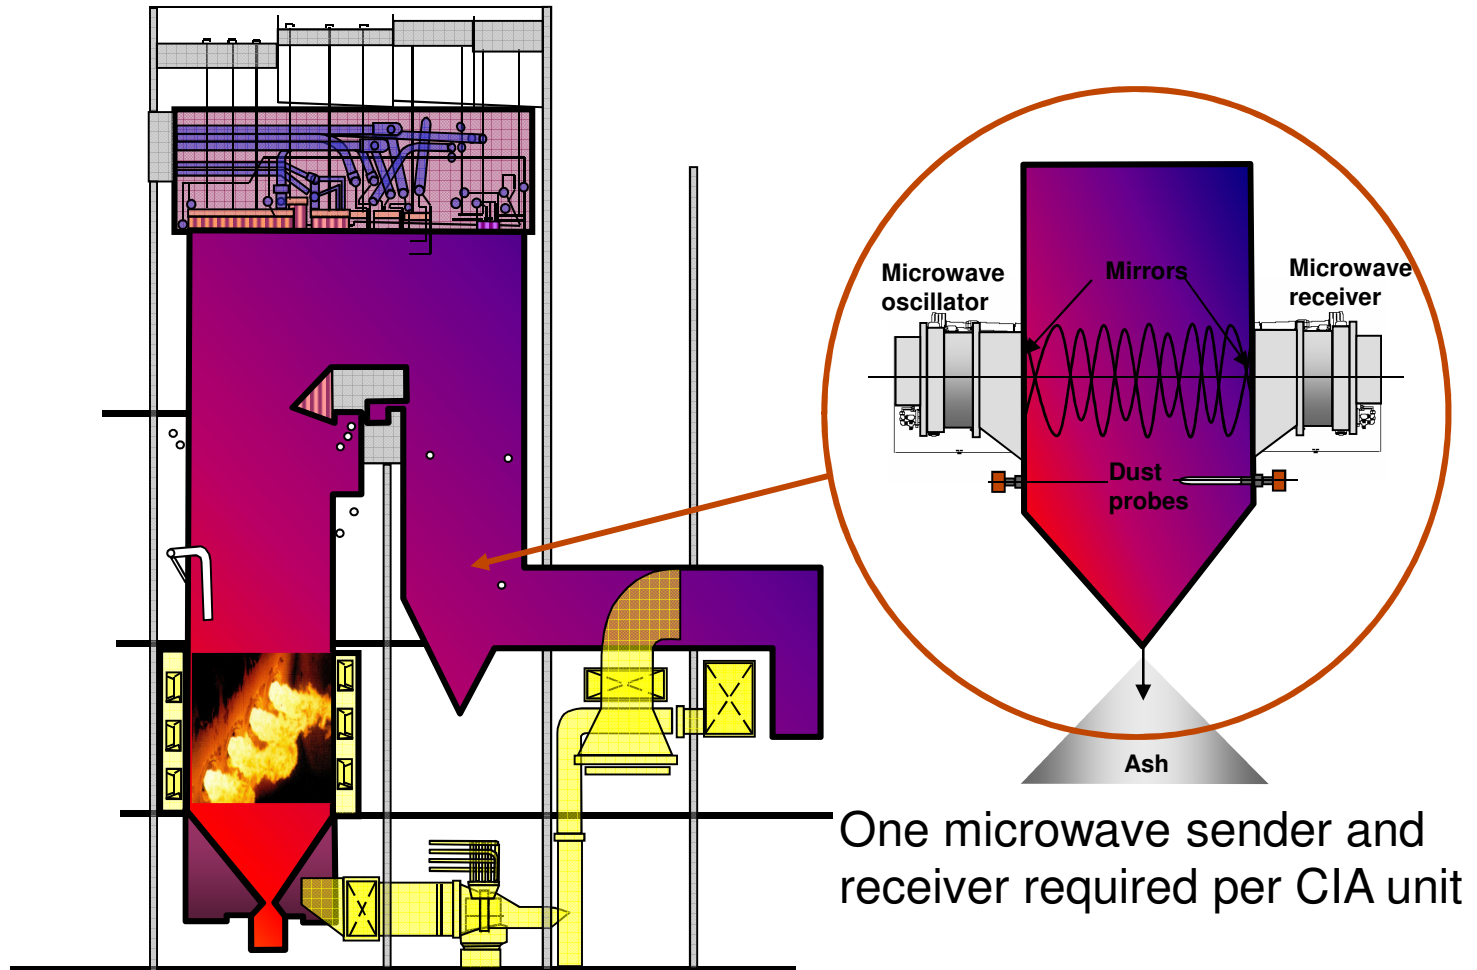 Microwave
oscillator
Mirrors
Microwave
receiver
Dust
probes
Ash
One microwave sender and
receiver required per CIA unit